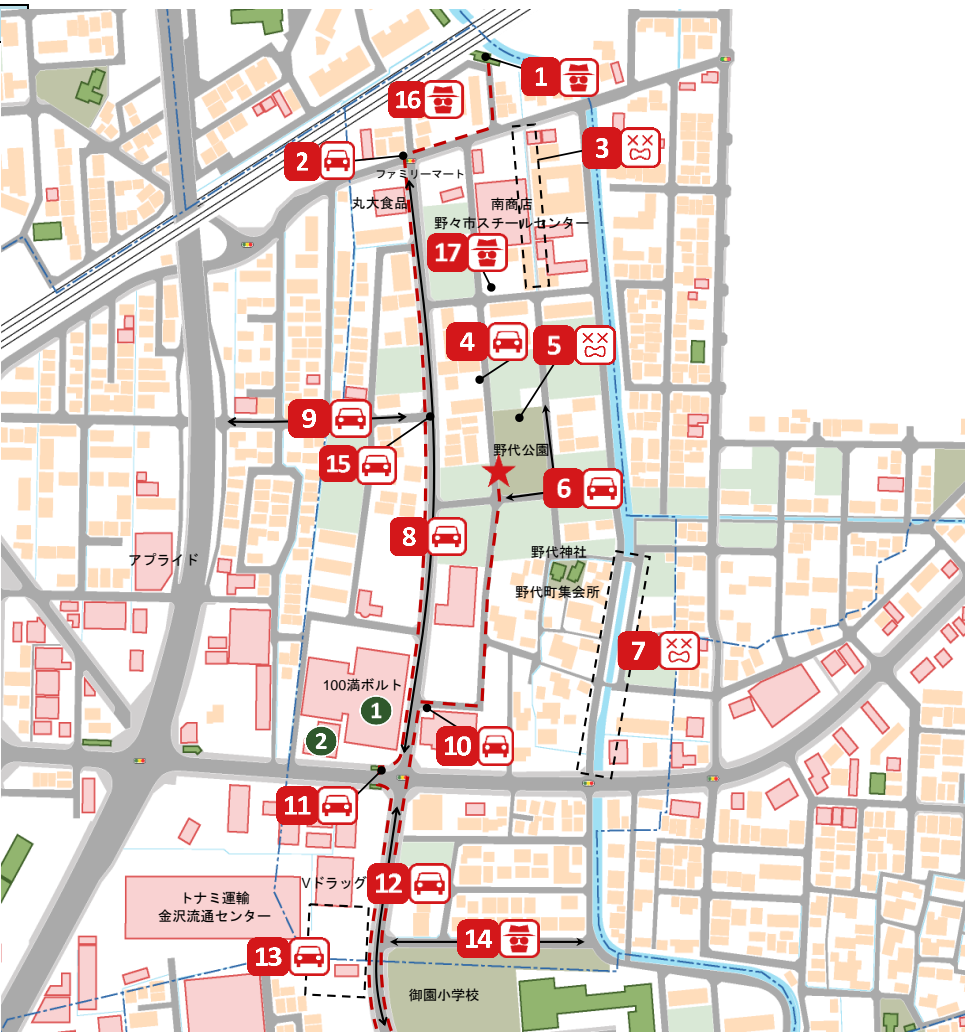 1
16
3
2
ファミリーマート
丸大食品
南商店
野々市スチールセンター
17
4
5
9
野代公園
15
6
8
野代神社
アプライド
野代町集会所
7
100満ボルト
1
2
10
11
Vドラッグ
12
トナミ運輸
金沢流通センター
14
13
御園小学校